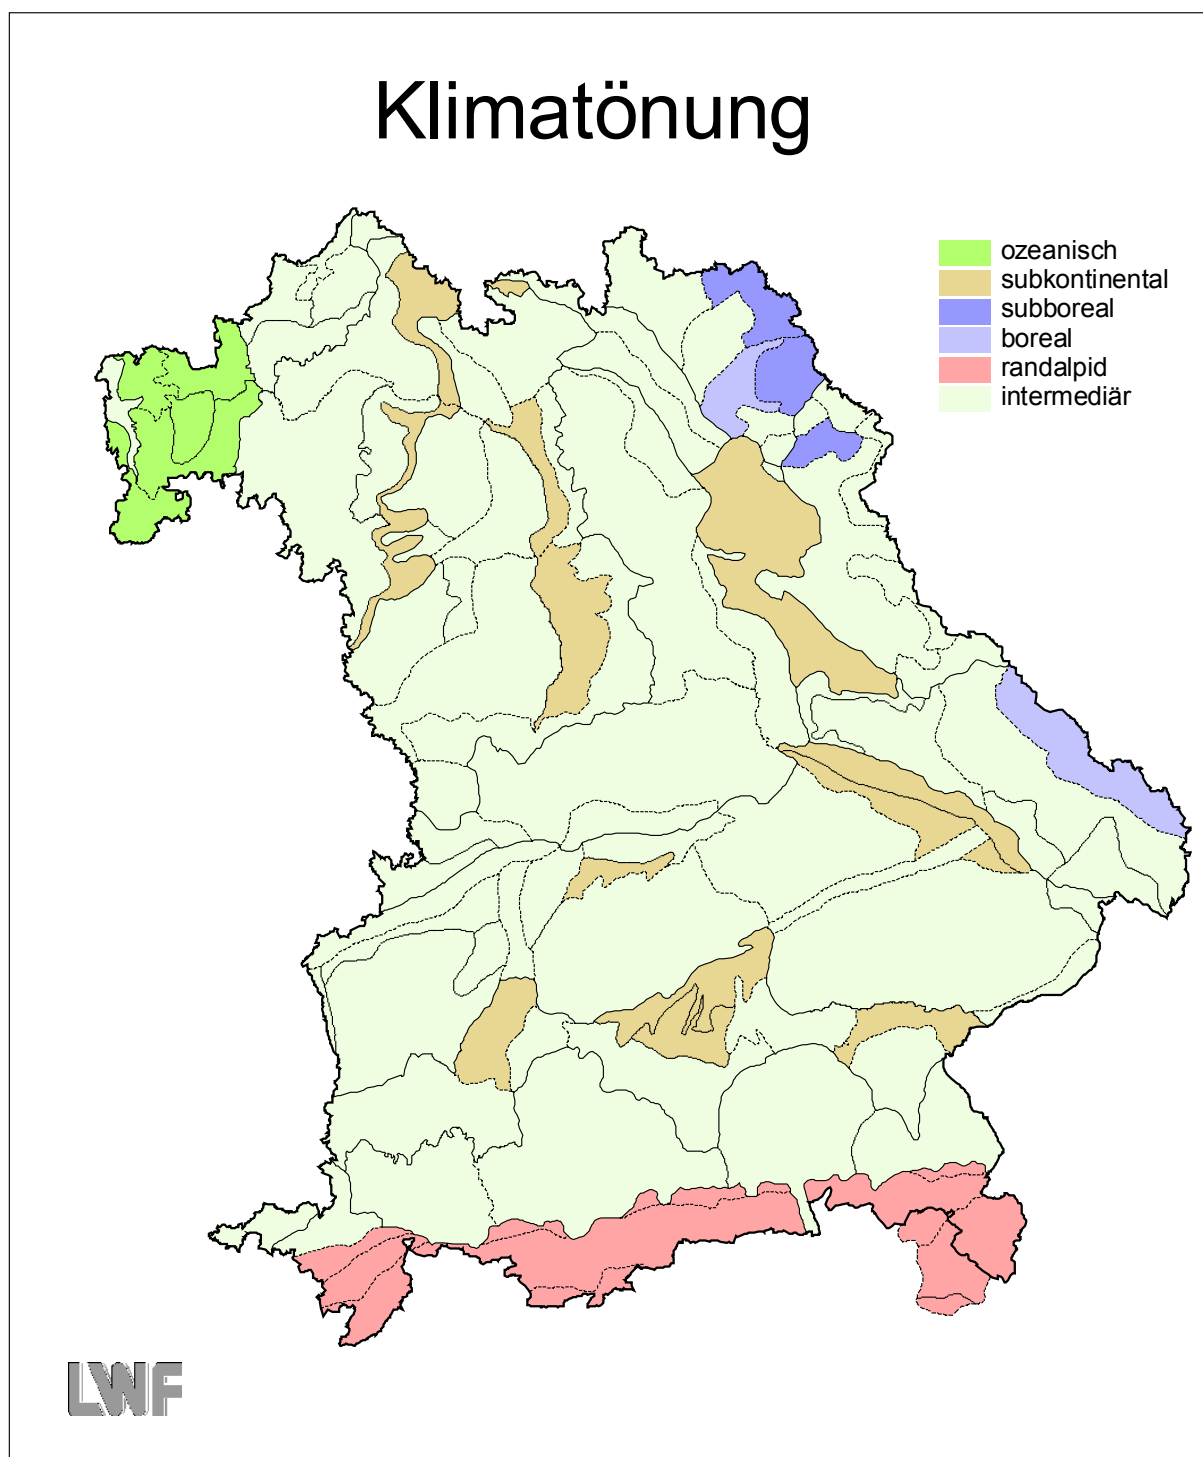 Klimatönung
ozeanisch
subkontinental
subboreal
boreal
randalpid
intermediär
LWF